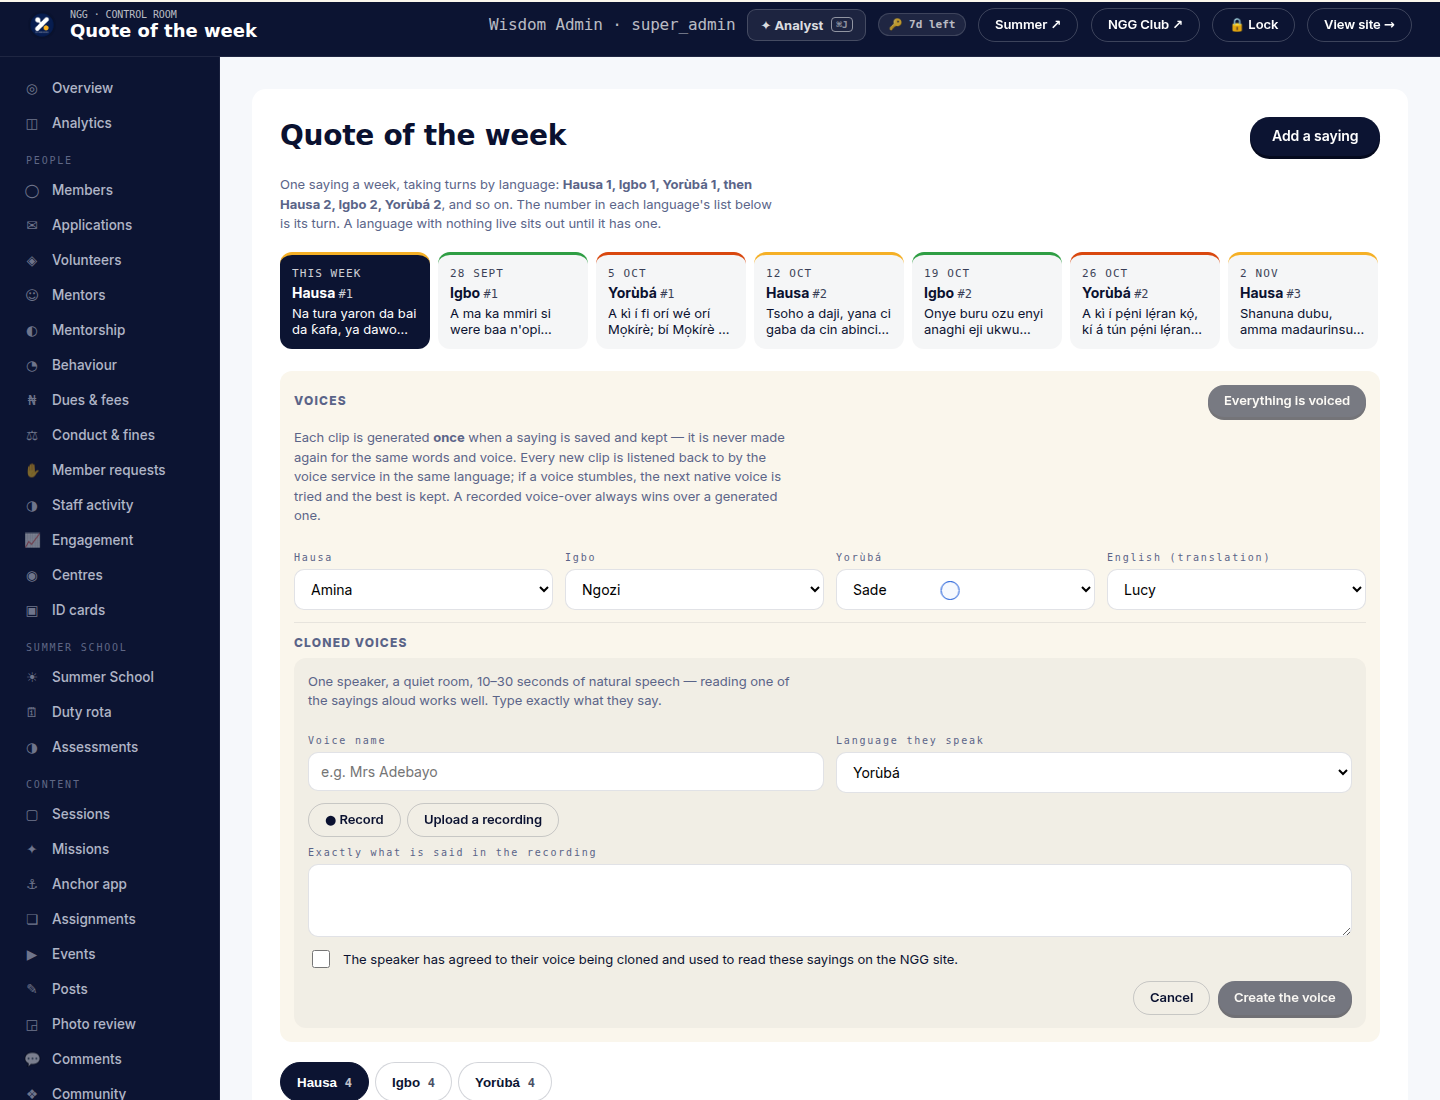 NGG · CONTROL ROOM
Quote of the week
Wisdom Admin · super_admin
✦ Analyst ⌘J
🔑 7d left
Summer ↗
NGG Club ↗
🔒 Lock
View site →
Overview
Analytics
PEOPLE
Members
Applications
Volunteers
Mentors
Mentorship
Behaviour
Dues & fees
Conduct & fines
Member requests
Staff activity
Engagement
Centres
ID cards
SUMMER SCHOOL
Summer School
Duty rota
Assessments
CONTENT
Sessions
Missions
Anchor app
Assignments
Events
Posts
Photo review
Comments
Community
Quote of the week
Add a saying
One saying a week, taking turns by language: Hausa 1, Igbo 1, Yorùbá 1, then
Hausa 2, Igbo 2, Yorùbá 2, and so on. The number in each language's list below
is its turn. A language with nothing live sits out until it has one.
THIS WEEK
Hausa #1
Na tura yaron da bai
da kafa, ya dawo...
28 SEPT
Igbo #1
A ma ka mmiri si
were baa n'opi...
5 OCT
Yorùbá #1
A kì í fi orí wé orí
Mọkírè; bí Mọkírè ...
12 OCT
Hausa #2
Tsoho a daji, yana ci
gaba da cin abinci...
19 OCT
Igbo #2
Onye buru ozu enyi
anaghi eji ukwu...
26 OCT
Yorùbá #2
A kì í pẹ́ni lẹ́ran kọ́,
kí á tún pẹ́ni lẹ́ran...
2 NOV
Hausa #3
Shanuna dubu,
amma madaurinsu...
VOICES
Everything is voiced
Each clip is generated once when a saying is saved and kept — it is never made
again for the same words and voice. Every new clip is listened back to by the
voice service in the same language; if a voice stumbles, the next native voice is
tried and the best is kept. A recorded voice-over always wins over a generated
one.
Hausa
Amina
Igbo
Ngozi
Yorùbá
Sade
English (translation)
Lucy
CLONED VOICES
One speaker, a quiet room, 10–30 seconds of natural speech — reading one of
the sayings aloud works well. Type exactly what they say.
Voice name
e.g. Mrs Adebayo
Language they speak
Yorùbá
● Record
Upload a recording
Exactly what is said in the recording
The speaker has agreed to their voice being cloned and used to read these sayings on the NGG site.
Cancel
Create the voice
Hausa 4
Igbo 4
Yorùbá 4